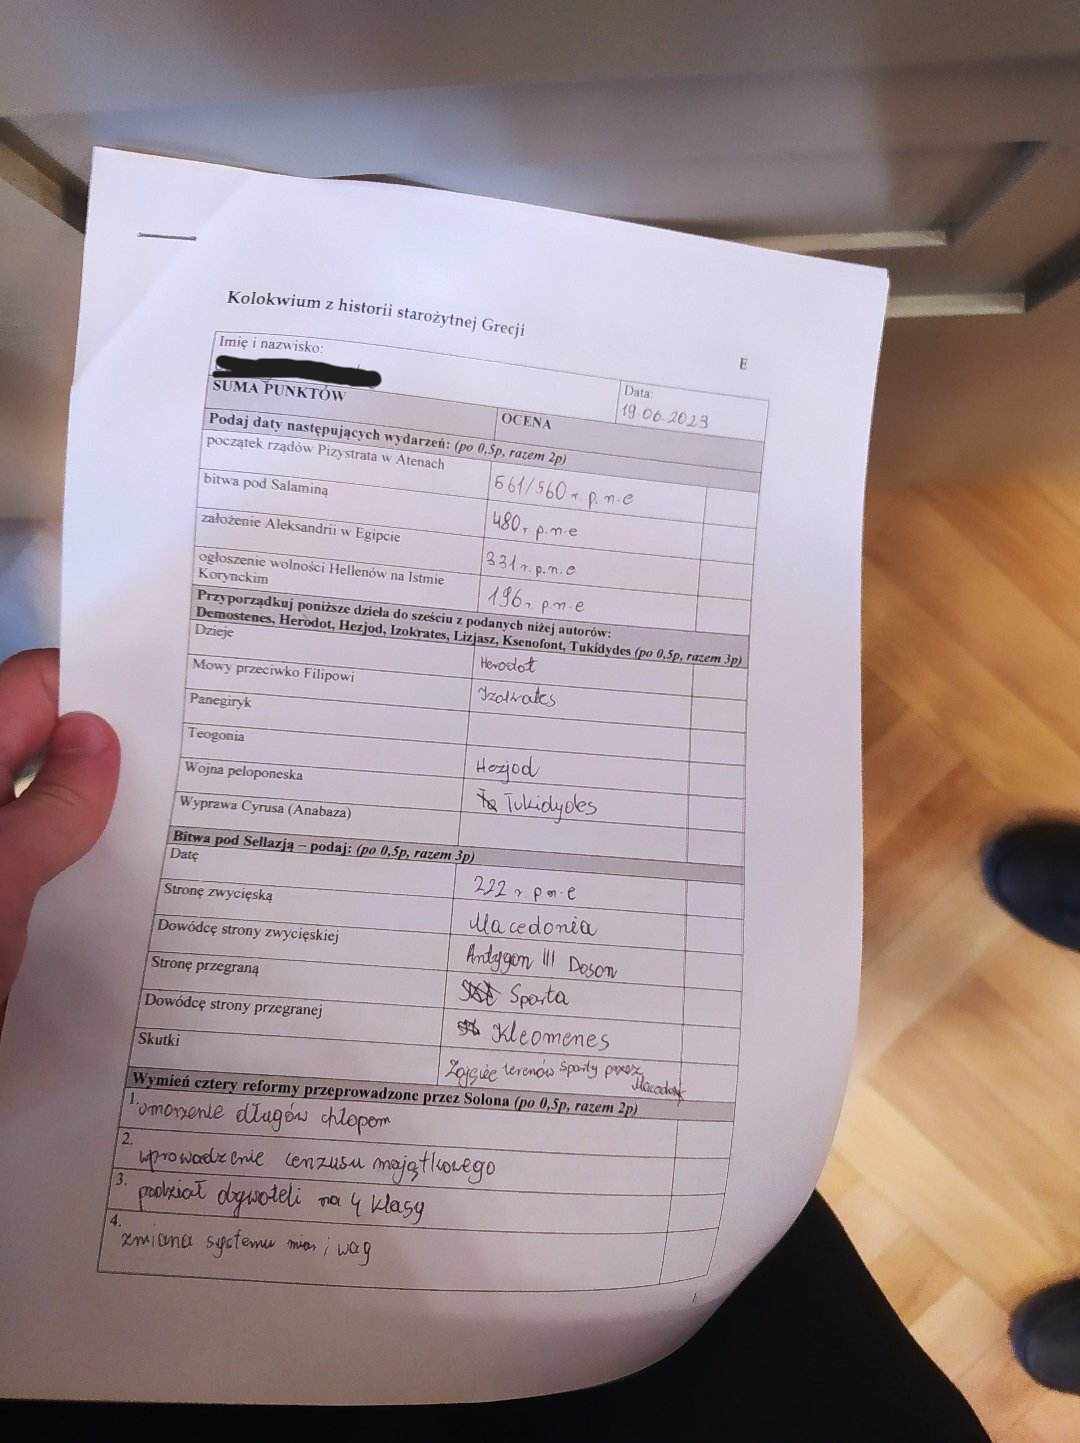 Kolokwium z historii starożytnej Grecji
E
Imię i nazwisko:
Data:
19.06.2023
SUMA PUNKTÓW
OCENA
Podaj daty następujących wydarzeń: (po 0,5p, razem 2p)
początek rządów Pizystrata w Atenach
561/560 r. p.n.e
bitwa pod Salaminą
480 r. p.n.e
założenie Aleksandrii w Egipcie
331 r. p.n.e
ogłoszenie wolności Hellenów na Istmie
Korynckim
196 r. p.n.e
Przyporządkuj poniższe dzieła do sześciu z podanych niżej autorów:
Demostenes, Herodot, Hezjod, Izokrates, Lizjasz, Ksenofont, Tukidydes (po 0,5p, razem 3p)
Dzieje
Herodot
Mowy przeciwko Filipowi
Izokrates
Panegiryk
Teogonia
Hezjod
Wojna peloponeska
Tukidydes
Wyprawa Cyrusa (Anabaza)
Bitwa pod Sellazją – podaj: (po 0,5p, razem 3p)
Datę
222 r. p.n.e
Stronę zwycięską
Macedonia
Dowódcę strony zwycięskiej
Antygon III Doson
Stronę przegraną
Sparta
Dowódcę strony przegranej
Kleomenes
Skutki
Zajęcie terenów Sparty przez
Wymień cztery reformy przeprowadzone przez Solona (po 0,5p, razem 2p)
1. umorzenie długów chłopom
2. wprowadzenie cenzusu majątkowego
3. podział obywateli na 4 klasy
4. zmiana systemu miar i wag
1